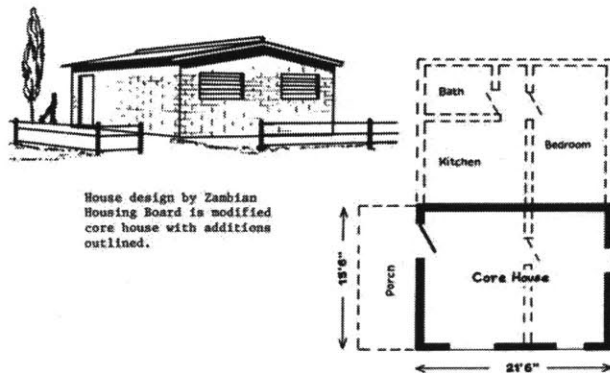 House design by Zambian
Housing Board is modified
core house with additions
outlined.
Bath
Kitchen
Bedroom
Porch
15'6"
Core House
21'6"